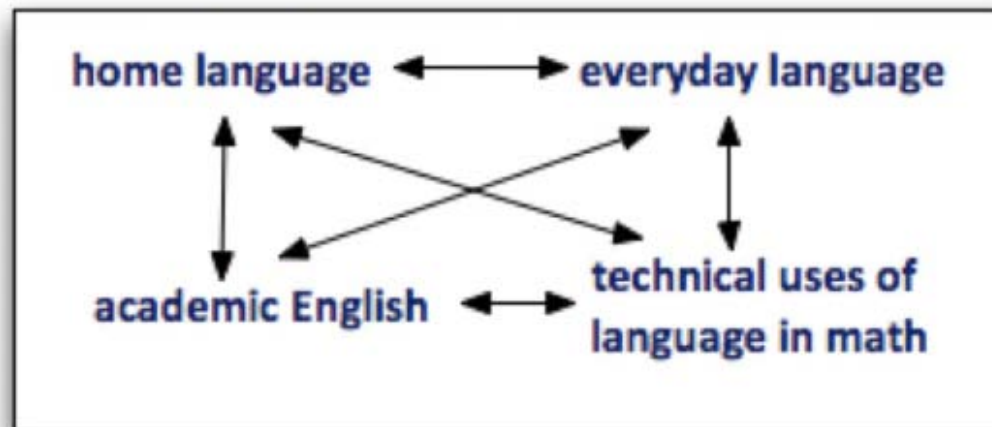 home language
everyday language
academic English
technical uses of
language in math